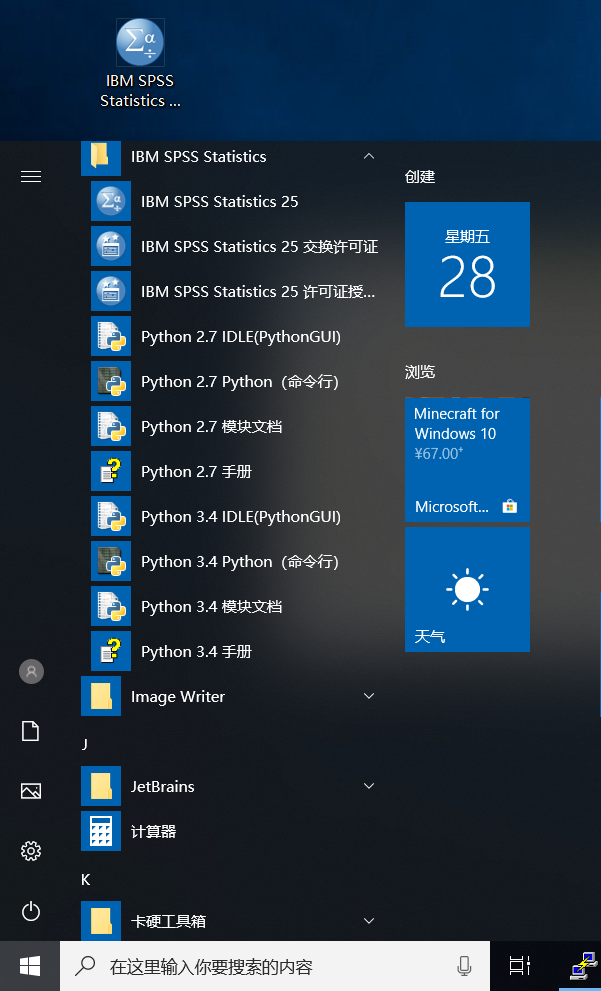 IBM SPSS
Statistics ...
IBM SPSS Statistics
IBM SPSS Statistics 25
IBM SPSS Statistics 25 交换许可证
IBM SPSS Statistics 25 许可证授...
Python 2.7 IDLE(PythonGUI)
Python 2.7 Python（命令行)
Python 2.7 模块文档
Python 2.7 手册
Python 3.4 IDLE(PythonGUI)
Python 3.4 Python（命令行)
Python 3.4 模块文档
Python 3.4 手册
Image Writer
J
JetBrains
计算器
K
卡硬工具箱
创建
星期五
28
浏览
Minecraft for
Windows 10
¥67.00⁺
Microsoft...
天气
在这里输入你要搜索的内容